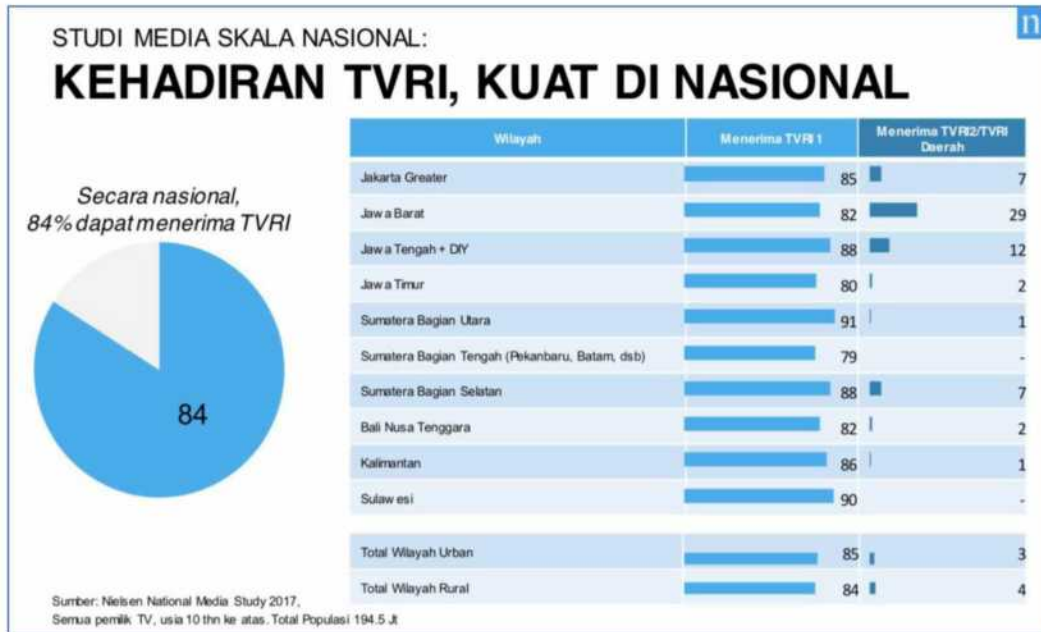 n
STUDI MEDIA SKALA NASIONAL:
KEHADIRAN TVRI, KUAT DI NASIONAL
Secara nasional,
84% dapat menerima TVRI
84
Wilayah Menerima TVRI 1 Menerima TVRI2/TVRI
Daerah
Jakarta Greater 85 7
Jawa Barat 82 29
Jawa Tengah + DIY 88 12
Jawa Timur 80 2
Sumatera Bagian Utara 91 1
Sumatera Bagian Tengah (Pekanbaru, Batam, dsb) 79 -
Sumatera Bagian Selatan 88 7
Bali Nusa Tenggara 82 2
Kalimantan 86 1
Sulawesi 90 -
Total Wilayah Urban 85 3
Total Wilayah Rural 84 4
Sumber: Nielsen National Media Study 2017,
Semua pemilik TV, usia 10 thn ke atas. Total Populasi 194.5 Jt